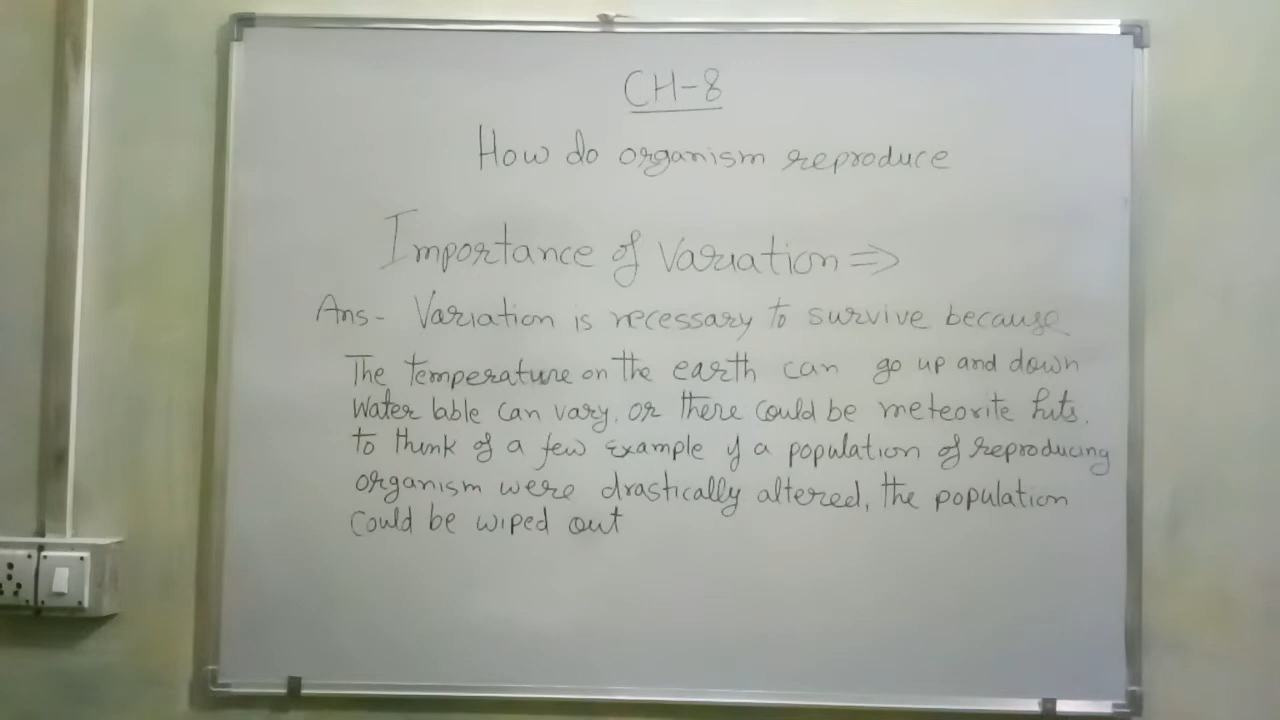 CH-8
How do organism reproduce
Importance of Variation ⇒
Ans - Variation is necessary to survive because
The temperature on the earth can go up and down
Water lable can vary. or there could be meteorite hits.
to think of a few example if a population of reproducing
organism were drastically altered, the population
could be wiped out